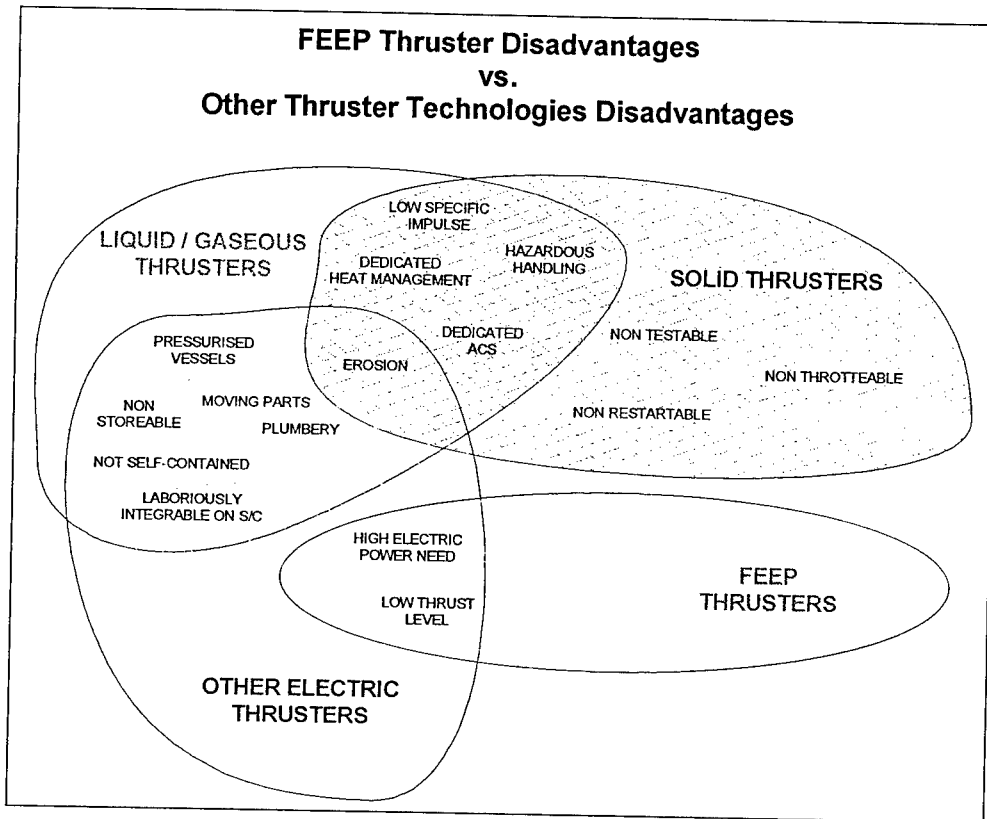 FEEP Thruster Disadvantages
vs.
Other Thruster Technologies Disadvantages
LIQUID / GASEOUS
THRUSTERS
LOW SPECIFIC
IMPULSE
DEDICATED
HEAT MANAGEMENT
HAZARDOUS
HANDLING
SOLID THRUSTERS
PRESSURISED
VESSELS
EROSION
DEDICATED
ACS
NON TESTABLE
NON THROTTEABLE
NON
STOREABLE
MOVING PARTS
PLUMBERY
NON RESTARTABLE
NOT SELF-CONTAINED
LABORIOUSLY
INTEGRABLE ON S/C
HIGH ELECTRIC
POWER NEED
LOW THRUST
LEVEL
FEEP
THRUSTERS
OTHER ELECTRIC
THRUSTERS